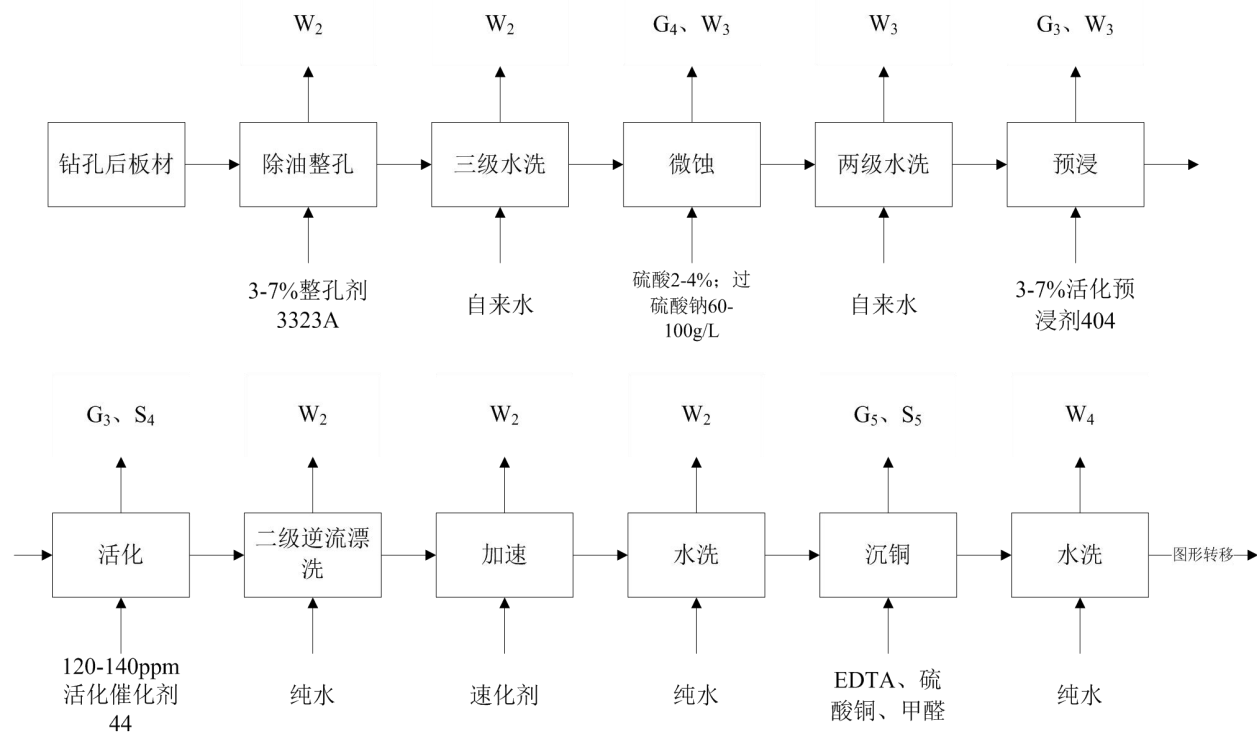 W₂
W₂
G₄、W₃
W₃
G₃、W₃
钻孔后板材
除油整孔
三级水洗
微蚀
两级水洗
预浸
3-7%整孔剂
3323A
自来水
硫酸2-4%；过
硫酸钠60-
100g/L
自来水
3-7%活化预
浸剂404
G₃、S₄
W₂
W₂
W₂
G₅、S₅
W₄
活化
二级逆流漂
洗
加速
水洗
沉铜
水洗
图形转移
120-140ppm
活化催化剂
44
纯水
速化剂
纯水
EDTA、硫
酸铜、甲醛
纯水